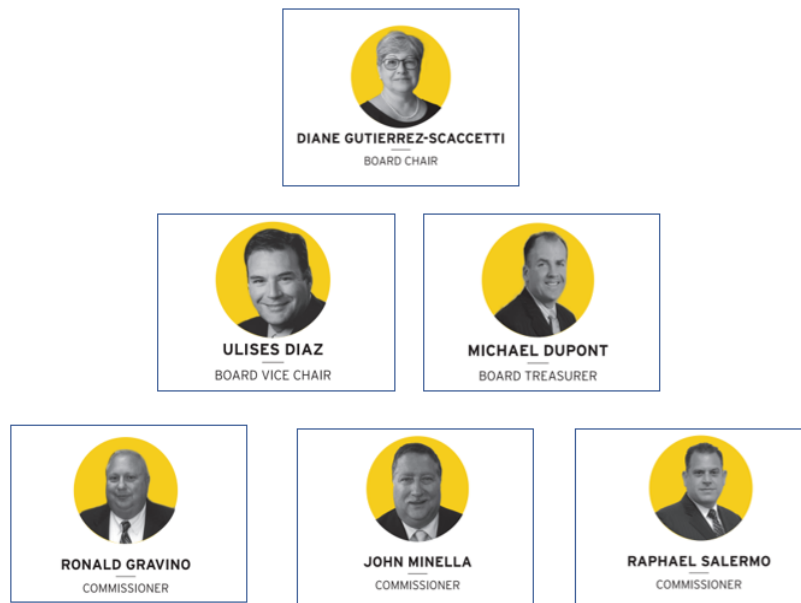 DIANE GUTIERREZ-SCACCETTI
BOARD CHAIR
ULISES DIAZ
BOARD VICE CHAIR
MICHAEL DUPONT
BOARD TREASURER
RONALD GRAVINO
COMMISSIONER
JOHN MINELLA
COMMISSIONER
RAPHAEL SALERMO
COMMISSIONER